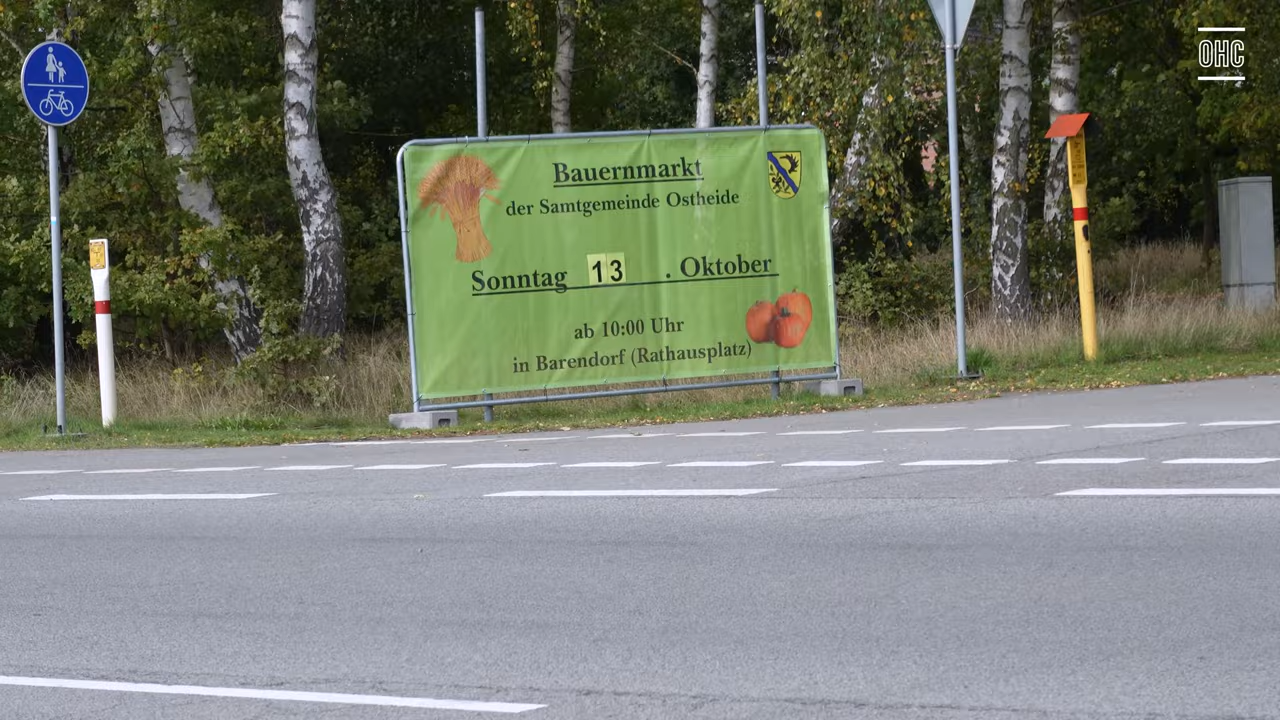 OHC
Bauernmarkt
der Samtgemeinde Ostheide
Sonntag 13 . Oktober
ab 10:00 Uhr
in Barendorf (Rathausplatz)